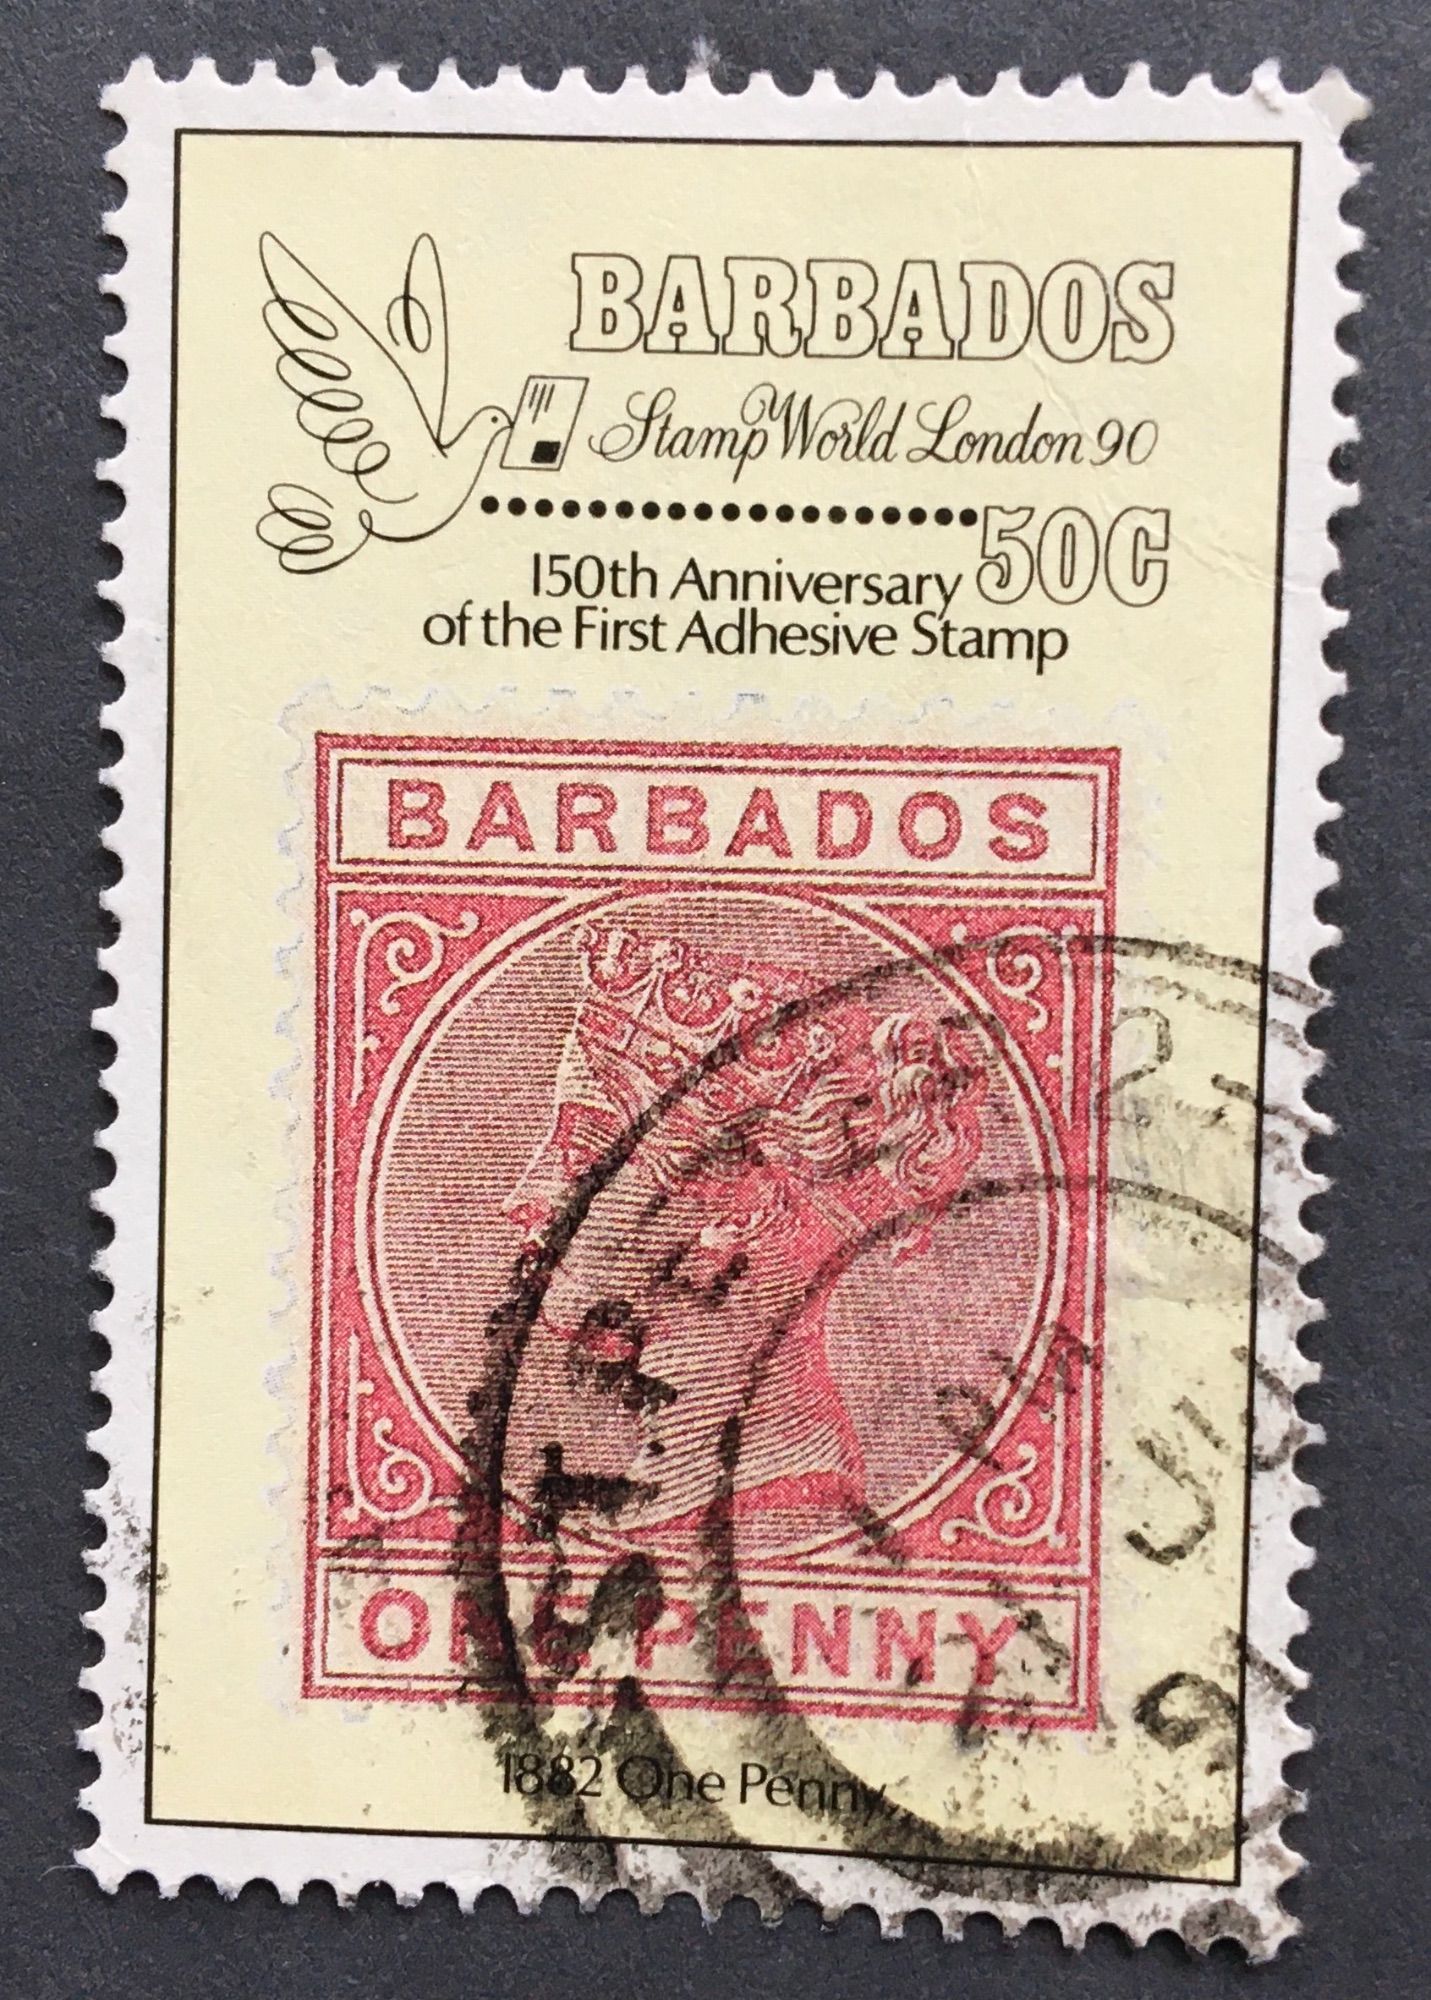 BARBADOS
Stamp World London 90
50C
150th Anniversary
of the First Adhesive Stamp
BARBADOS
ONE PENNY
1882 One Penny